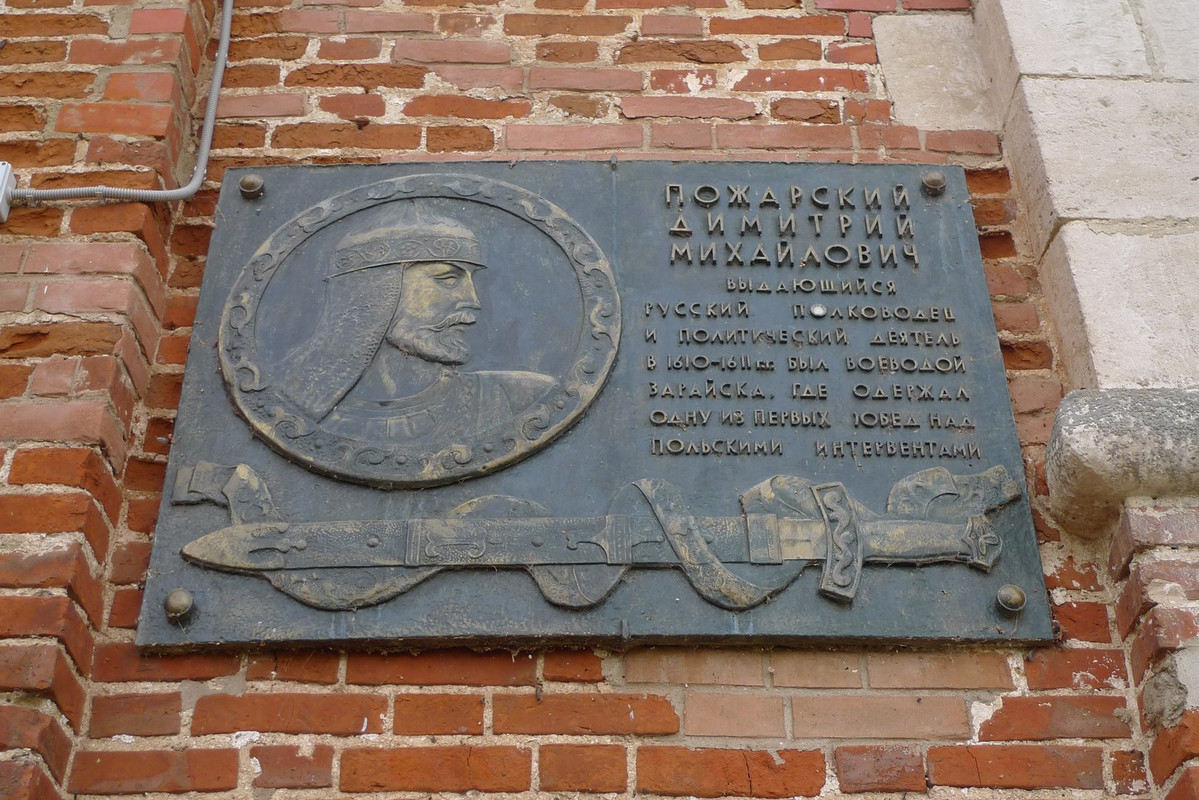 ПОЖАРСКИЙ
ДИМИТРИЙ
МИХАЙЛОВИЧ
ВЫДАЮЩИЙСЯ
РУССКИЙ ПОЛКОВОДЕЦ
И ПОЛИТИЧЕСКИЙ ДЕЯТЕЛЬ
В 1610-1611 гг. БЫЛ ВОЕВОДОЙ
ЗАРАЙСКА, ГДЕ ОДЕРЖАЛ
ОДНУ ИЗ ПЕРВЫХ ПОБЕД НАД
ПОЛЬСКИМИ ИНТЕРВЕНТАМИ